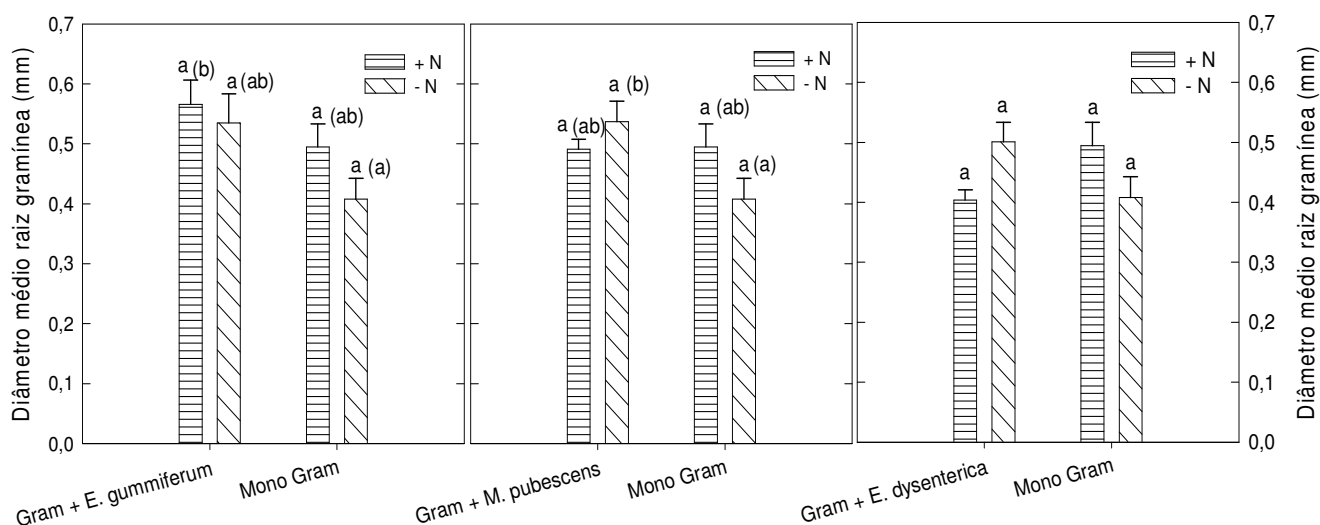 Diâmetro médio raiz gramínea (mm)
0,7
0,6
0,5
0,4
0,3
0,2
0,1
0,0
+ N
- N
a (b)
a (ab)
a (ab)
a (a)
Gram + E. gummiferum
Mono Gram
+ N
- N
a (ab)
a (b)
a (ab)
a (a)
Gram + M. pubescens
Mono Gram
+ N
- N
a
a
a
a
Gram + E. dysenterica
Mono Gram
0,7
0,6
0,5
0,4
0,3
0,2
0,1
0,0
Diâmetro médio raiz gramínea (mm)